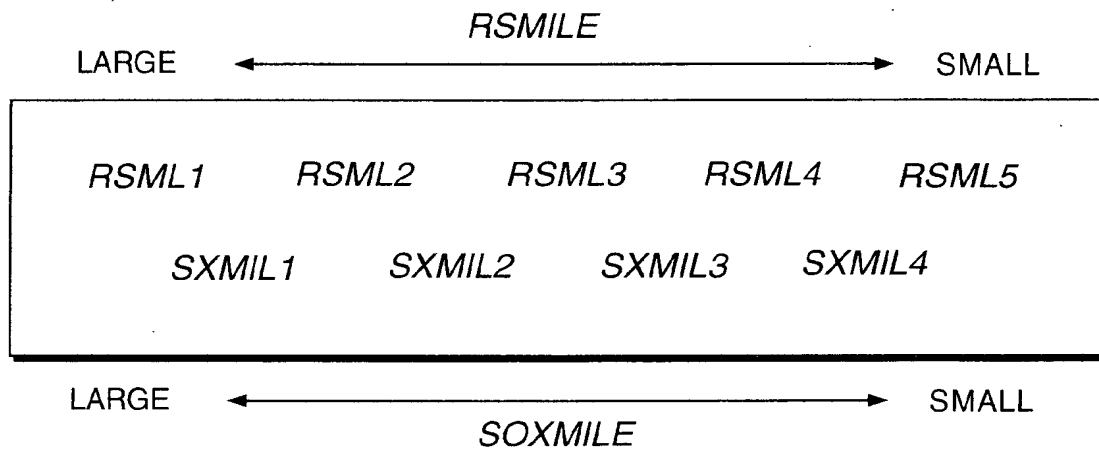 RSMILE
LARGE SMALL
RSML1 RSML2 RSML3 RSML4 RSML5
SXMIL1 SXMIL2 SXMIL3 SXMIL4
LARGE SMALL
SOXMILE